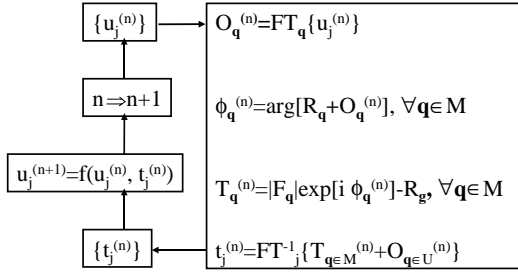 {u_j^(n)}
O_q^(n)=FT_q{u_j^(n)}
n⇒n+1
ϕ_q^(n)=arg[R_q+O_q^(n)], ∀q∈M
u_j^(n+1)=f(u_j^(n), t_j^(n))
T_q^(n)=|F_q|exp[i ϕ_q^(n)]-R_g, ∀q∈M
{t_j^(n)}
t_j^(n)=FT^-1_j{T_q∈M^(n)+O_q∈U^(n)}